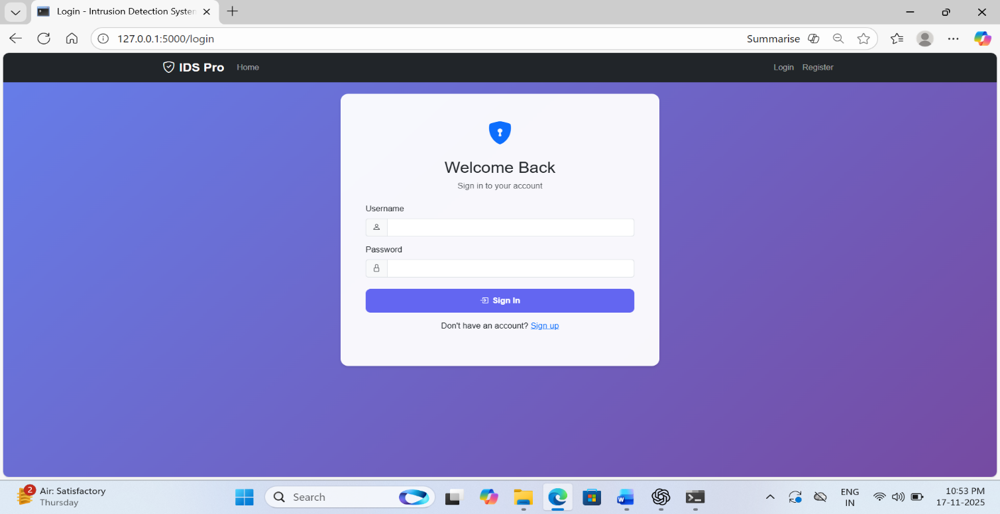 Login - Intrusion Detection System
127.0.0.1:5000/login
Summarise
IDS Pro
Home
Login
Register
Welcome Back
Sign in to your account
Username
Password
Sign In
Don't have an account? Sign up
2
Air: Satisfactory
Thursday
Search
ENG
IN
10:53 PM
17-11-2025